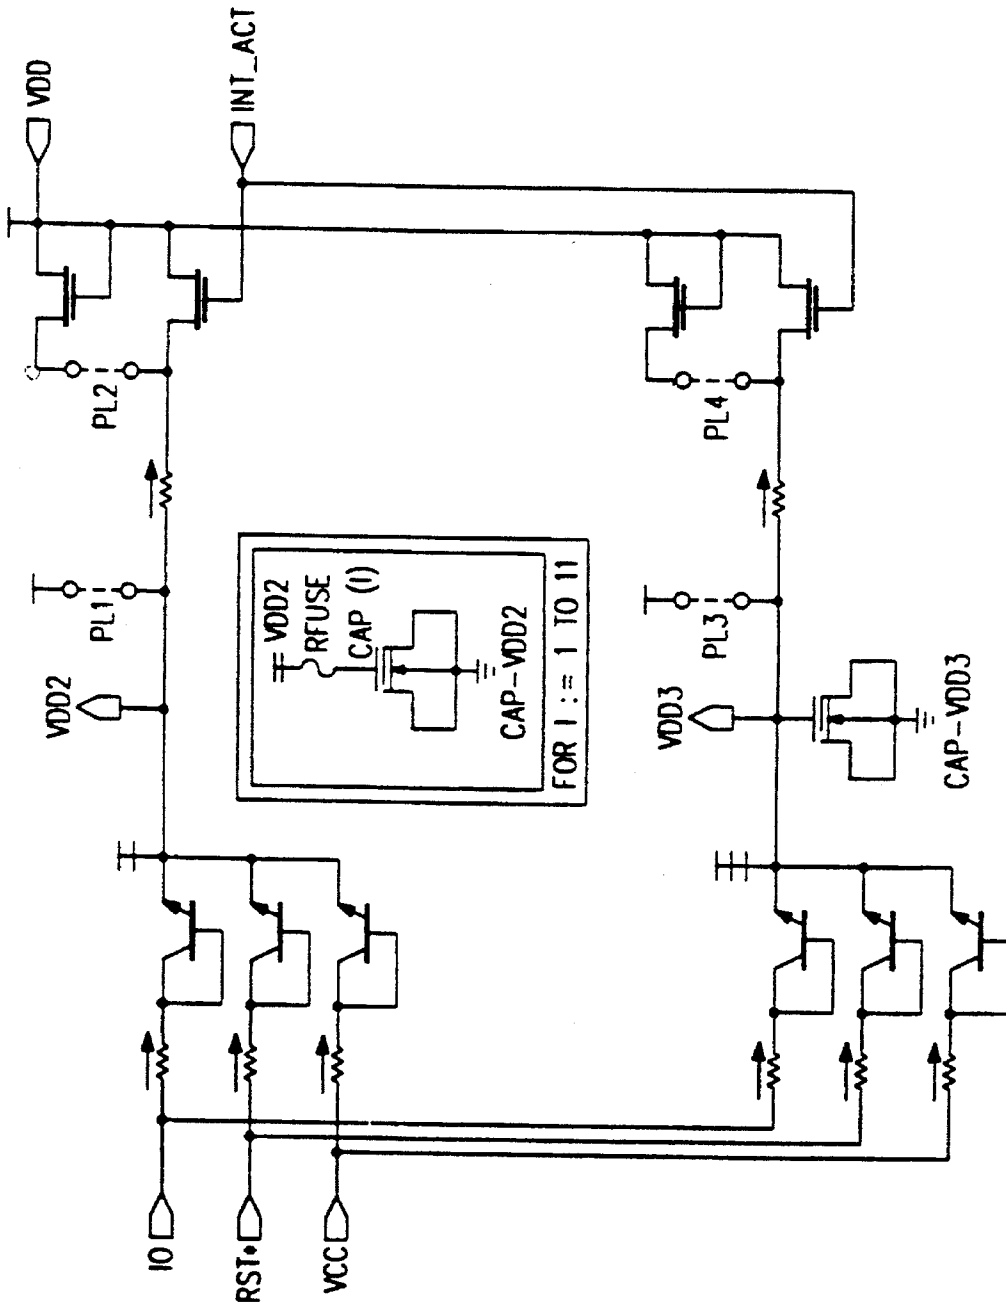 VDD
INT_ACT
PL2
PL4
PL1
PL3
VDD2
VDD3
VDD2
RFUSE
CAP (I)
CAP-VDD2
FOR I := 1 TO 11
CAP-VDD3
IO
RST*
VCC